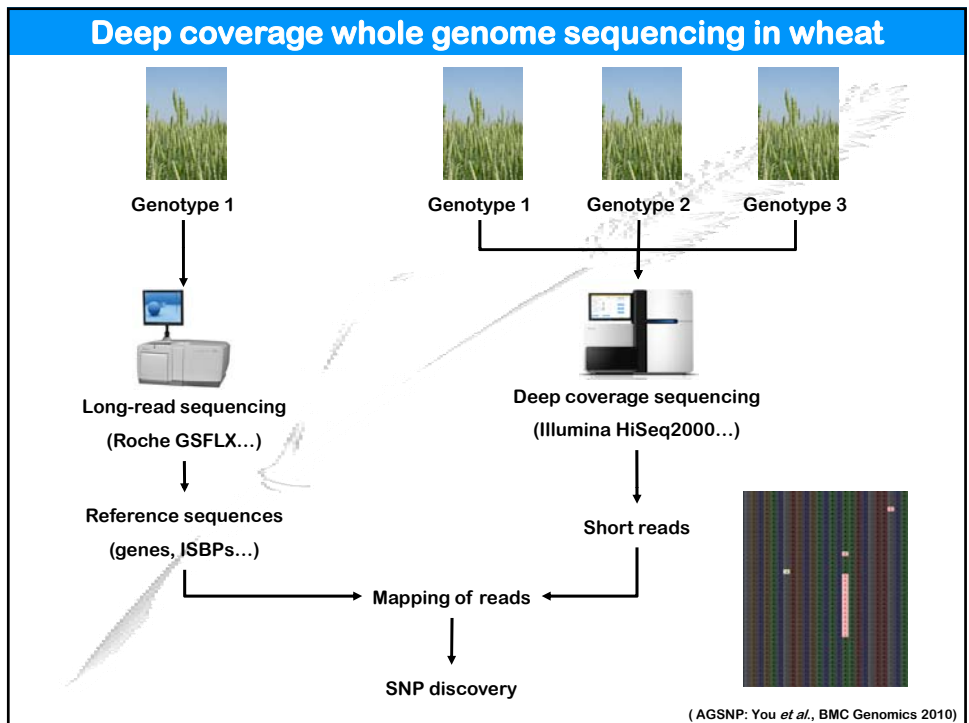 Deep coverage whole genome sequencing in wheat
Genotype 1
Genotype 1
Genotype 2
Genotype 3
Long-read sequencing
(Roche GSFLX…)
Deep coverage sequencing
(Illumina HiSeq2000…)
Reference sequences
(genes, ISBPs…)
Short reads
Mapping of reads
SNP discovery
( AGSNP: You et al., BMC Genomics 2010)